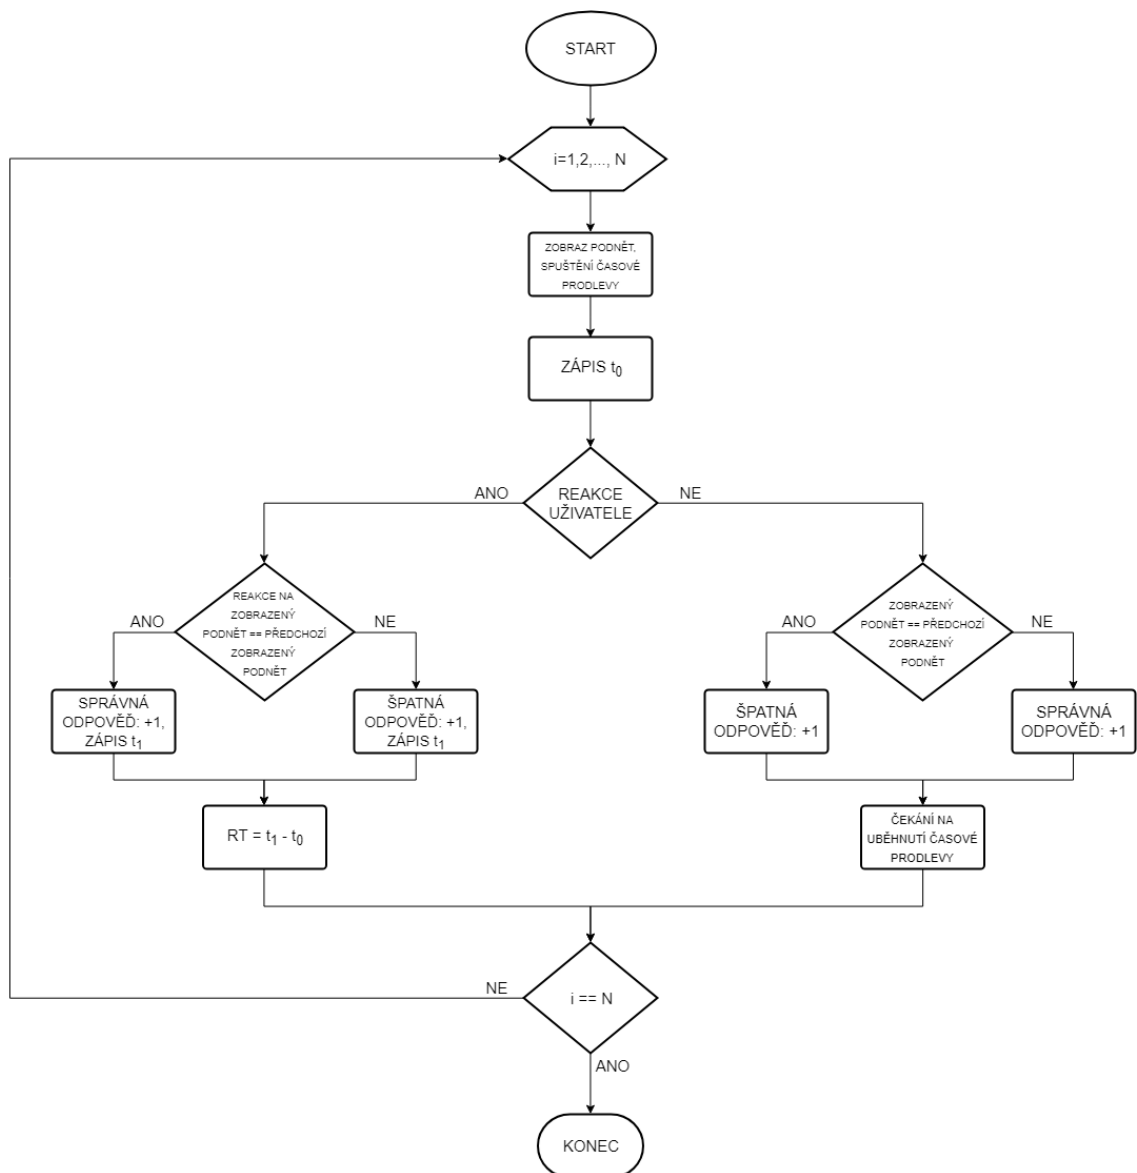 START
i=1,2,..., N
ZOBRAZ PODNĚT,
SPUŠTĚNÍ ČASOVÉ
PRODLEVY
ZÁPIS t0
REAKCE
UŽIVATELE
ANO
NE
REAKCE NA
ZOBRAZENÝ
PODNĚT == PŘEDCHOZÍ
ZOBRAZENÝ
PODNĚT
ANO
NE
ZOBRAZENÝ
PODNĚT == PŘEDCHOZÍ
ZOBRAZENÝ
PODNĚT
ANO
NE
SPRÁVNÁ
ODPOVĚĎ: +1,
ZÁPIS t1
ŠPATNÁ
ODPOVĚĎ: +1,
ZÁPIS t1
ŠPATNÁ
ODPOVĚĎ: +1
SPRÁVNÁ
ODPOVĚĎ: +1
RT = t1 - t0
ČEKÁNÍ NA
UBĚHNUTÍ ČASOVÉ
PRODLEVY
NE
i == N
ANO
KONEC